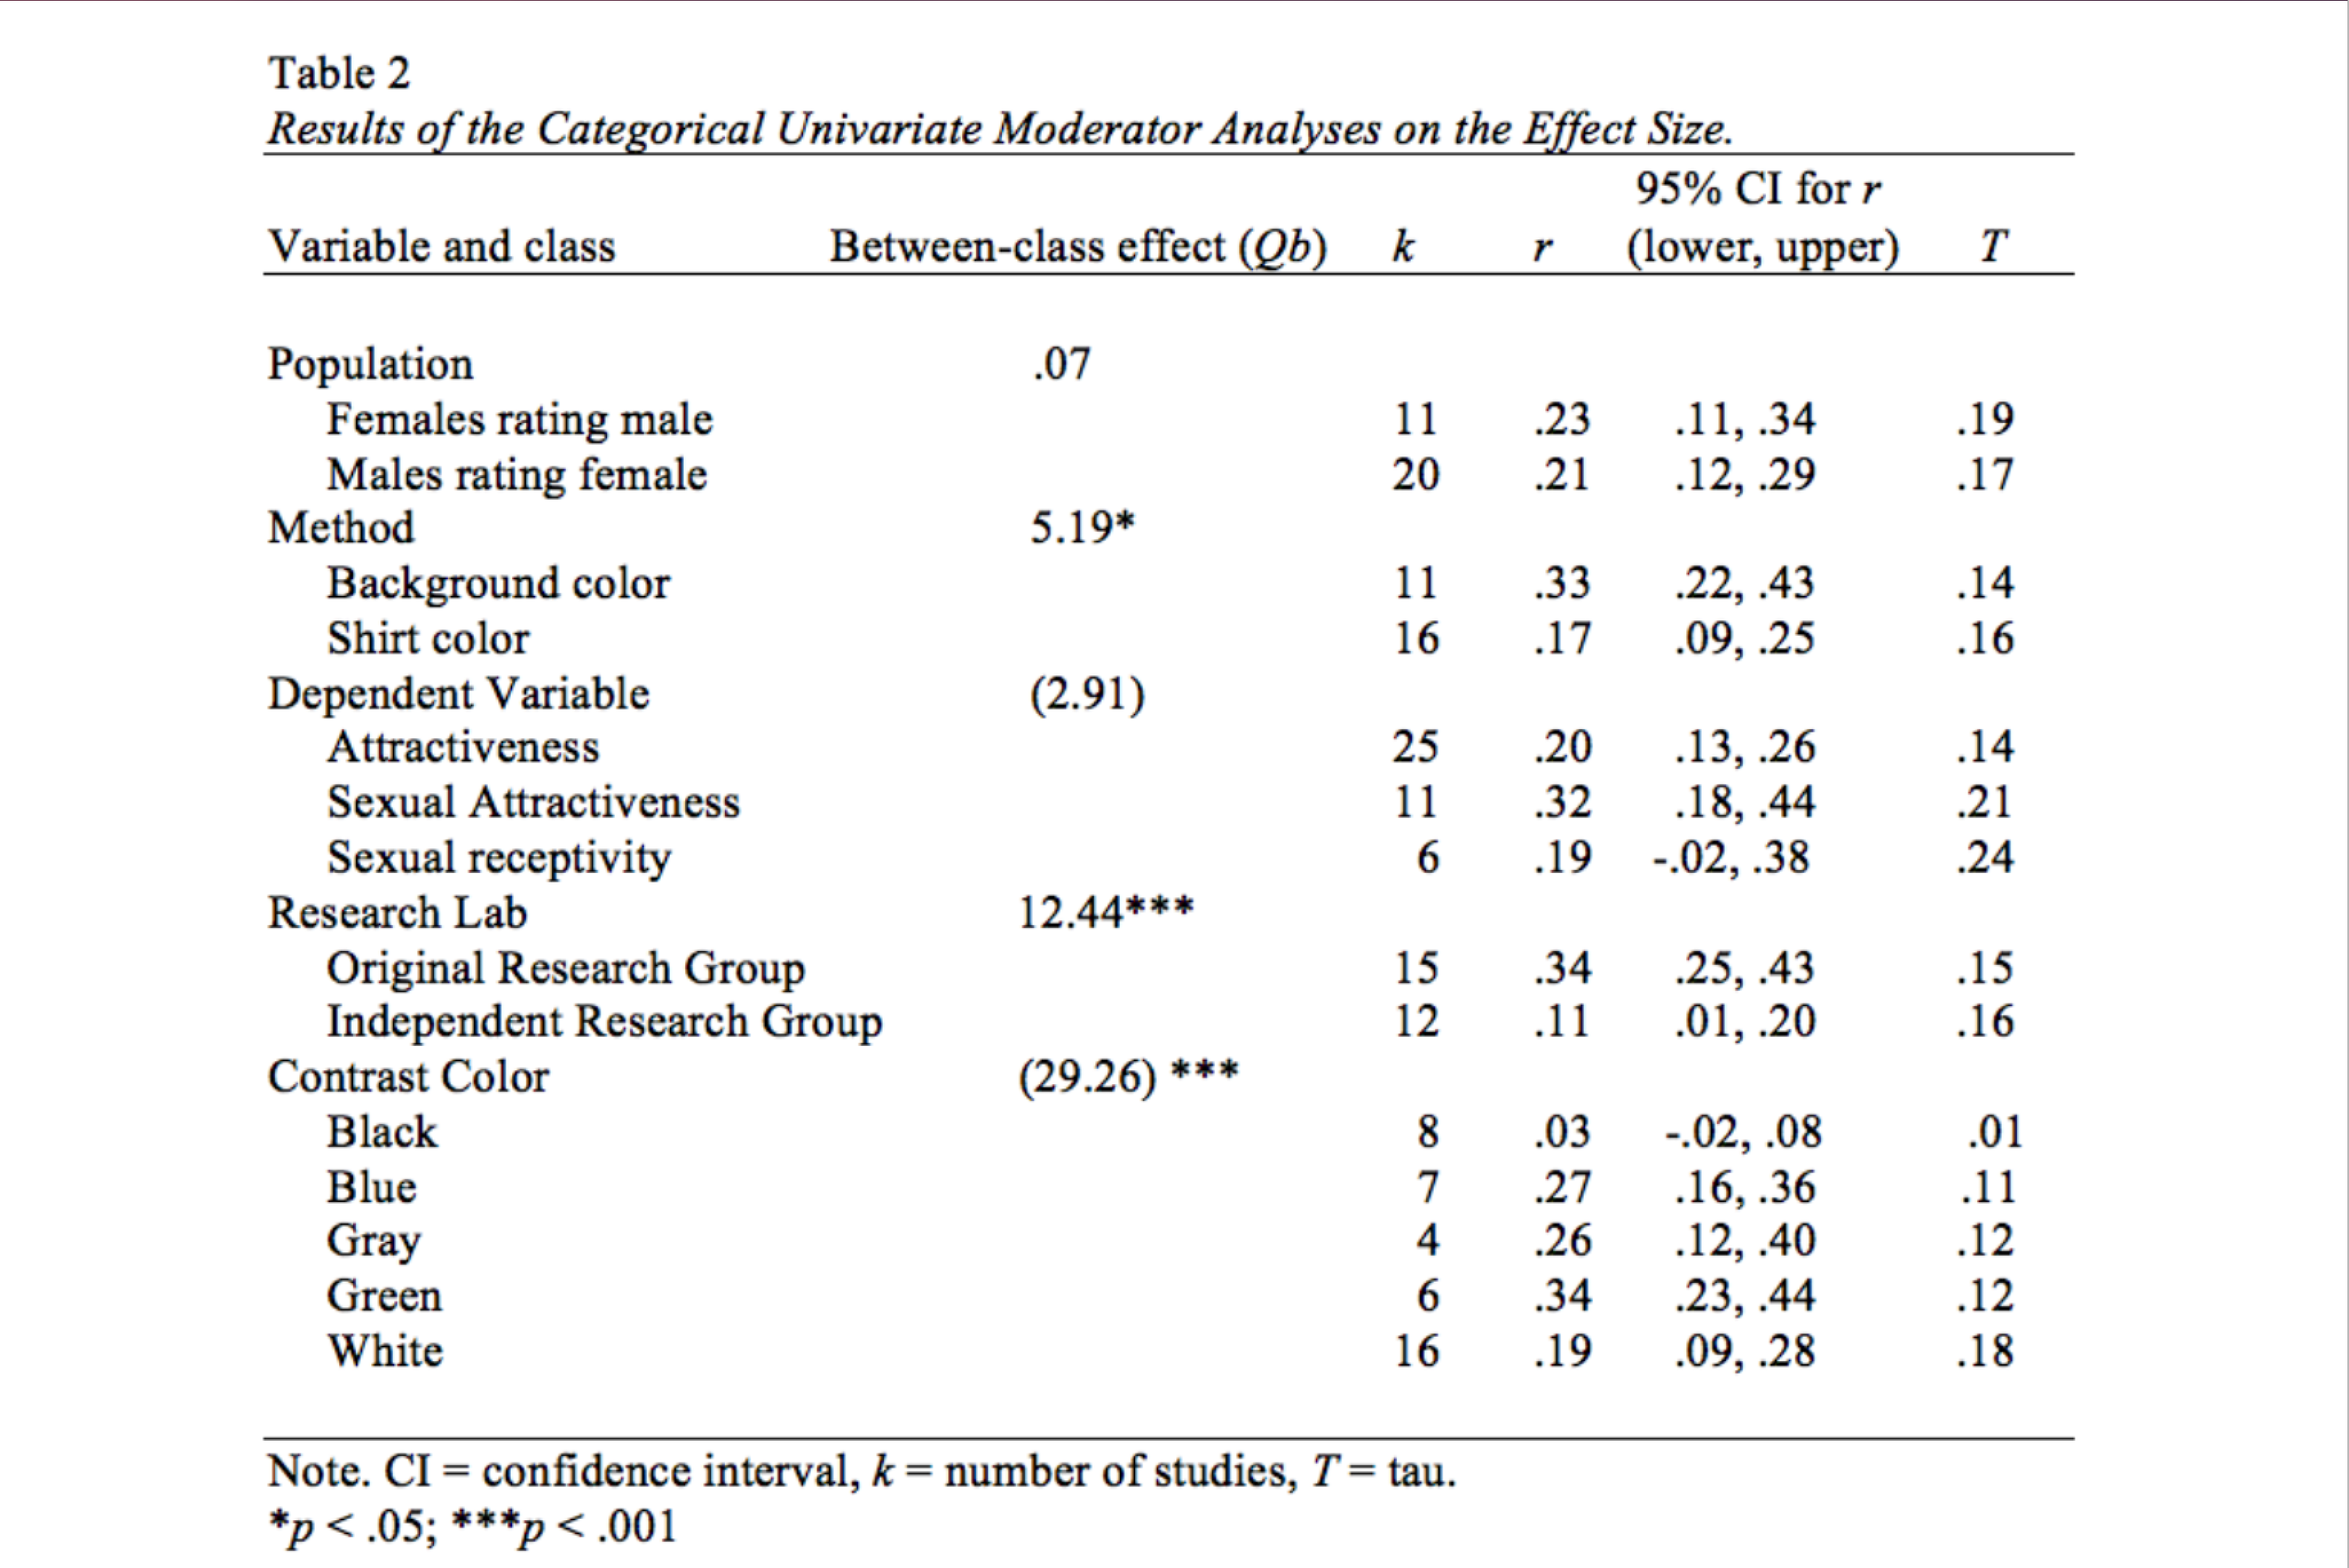 Table 2
Results of the Categorical Univariate Moderator Analyses on the Effect Size.
95% CI for r
Variable and class Between-class effect (Qb) k r (lower, upper) T
Population .07
Females rating male 11 .23 .11, .34 .19
Males rating female 20 .21 .12, .29 .17
Method 5.19*
Background color 11 .33 .22, .43 .14
Shirt color 16 .17 .09, .25 .16
Dependent Variable (2.91)
Attractiveness 25 .20 .13, .26 .14
Sexual Attractiveness 11 .32 .18, .44 .21
Sexual receptivity 6 .19 -.02, .38 .24
Research Lab 12.44***
Original Research Group 15 .34 .25, .43 .15
Independent Research Group 12 .11 .01, .20 .16
Contrast Color (29.26) ***
Black 8 .03 -.02, .08 .01
Blue 7 .27 .16, .36 .11
Gray 4 .26 .12, .40 .12
Green 6 .34 .23, .44 .12
White 16 .19 .09, .28 .18
Note. CI = confidence interval, k = number of studies, T = tau.
*p < .05; ***p < .001